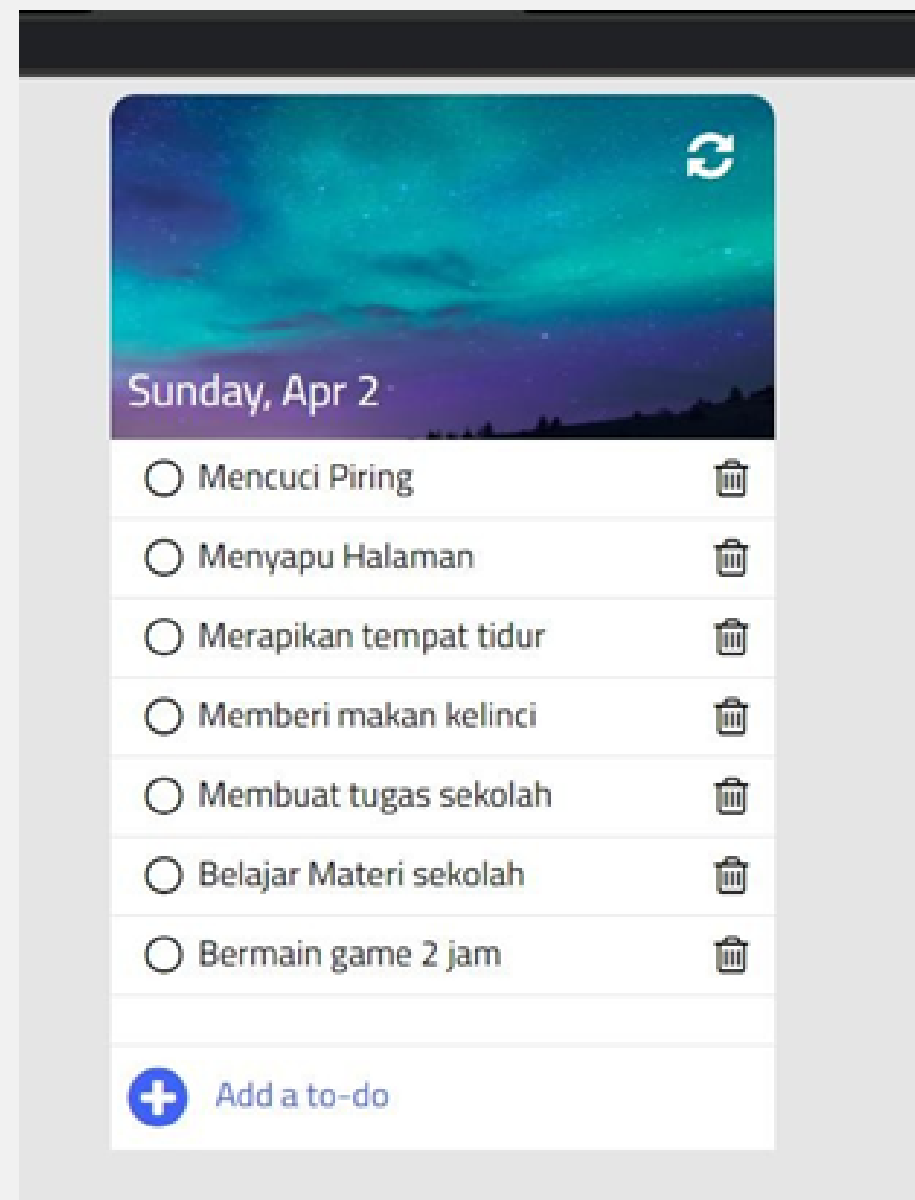 Sunday, Apr 2
Mencuci Piring
Menyapu Halaman
Merapikan tempat tidur
Memberi makan kelinci
Membuat tugas sekolah
Belajar Materi sekolah
Bermain game 2 jam
Add a to-do